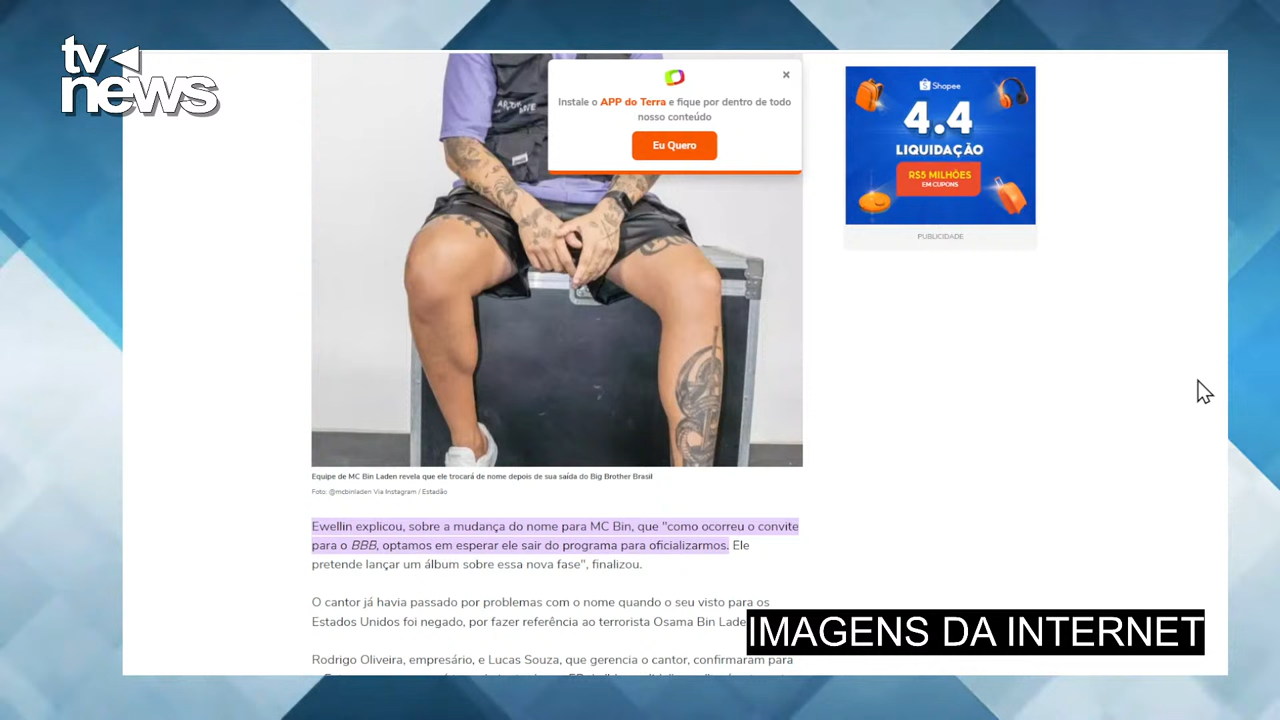 tv
news
Instale o APP do Terra e fique por dentro de todo
nosso conteúdo
Eu Quero
Shopee
4.4
LIQUIDAÇÃO
R$5 MILHÕES
EM CUPONS
PUBLICIDADE
Equipe de MC Bin Laden revela que ele trocará de nome depois de sua saída do Big Brother Brasil
Foto: @mcbinladen Via Instagram / Estadão
Ewellin explicou, sobre a mudança do nome para MC Bin, que "como ocorreu o convite
para o BBB, optamos em esperar ele sair do programa para oficializarmos. Ele
pretende lançar um álbum sobre essa nova fase", finalizou.
O cantor já havia passado por problemas com o nome quando o seu visto para os
Estados Unidos foi negado, por fazer referência ao terrorista Osama Bin Lade
IMAGENS DA INTERNET
Rodrigo Oliveira, empresário, e Lucas Souza, que gerencia o cantor, confirmaram para